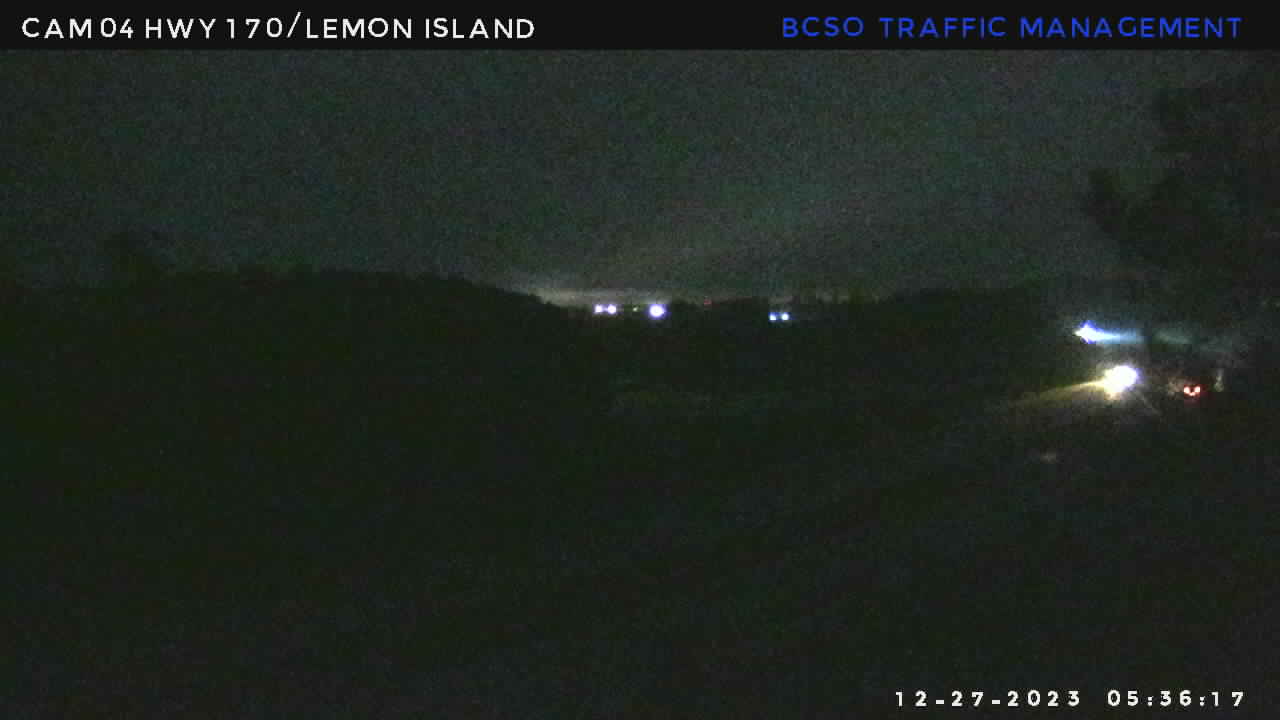 CAM04 HWY 170/LEMON ISLAND
BCSO TRAFFIC MANAGEMENT
12-27-2023 05:36:17